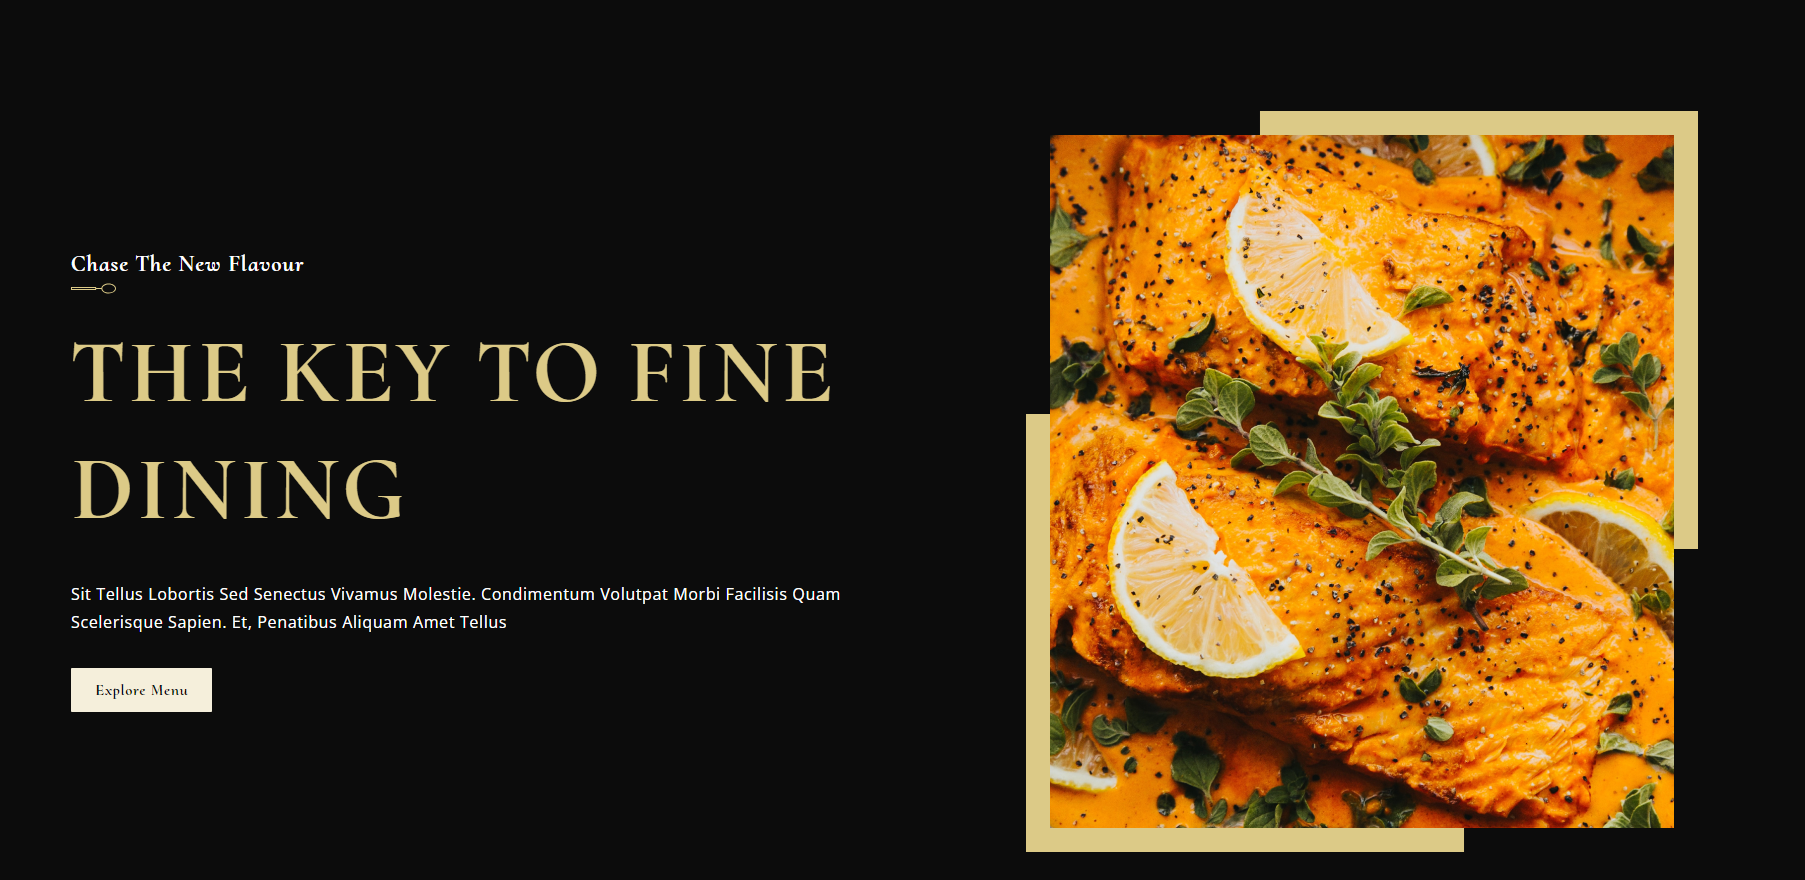 Chase The New Flavour
THE KEY TO FINE
DINING
Sit Tellus Lobortis Sed Senectus Vivamus Molestie. Condimentum Volutpat Morbi Facilisis Quam
Scelerisque Sapien. Et, Penatibus Aliquam Amet Tellus
Explore Menu